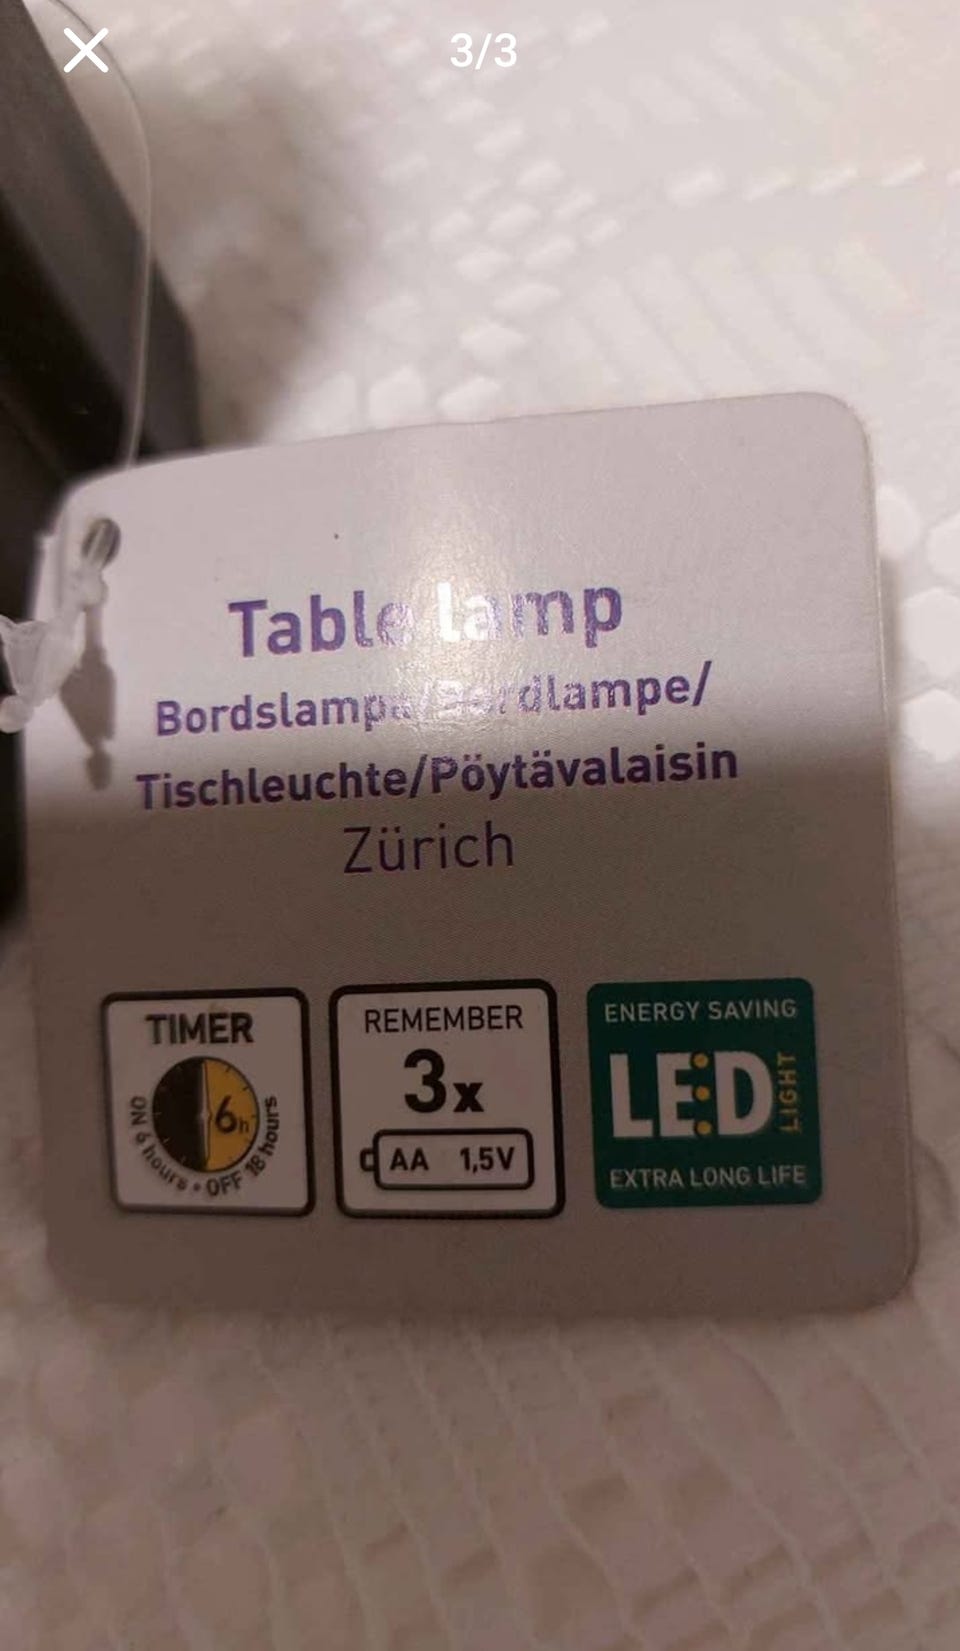 3/3
Table lamp
Bordslampa/Bordlampe/
Tischleuchte/Pöytävalaisin
Zürich
TIMER
6h
ON 6 hours • OFF 18 hours
REMEMBER
3x
AA 1,5V
ENERGY SAVING
LED
LIGHT
EXTRA LONG LIFE